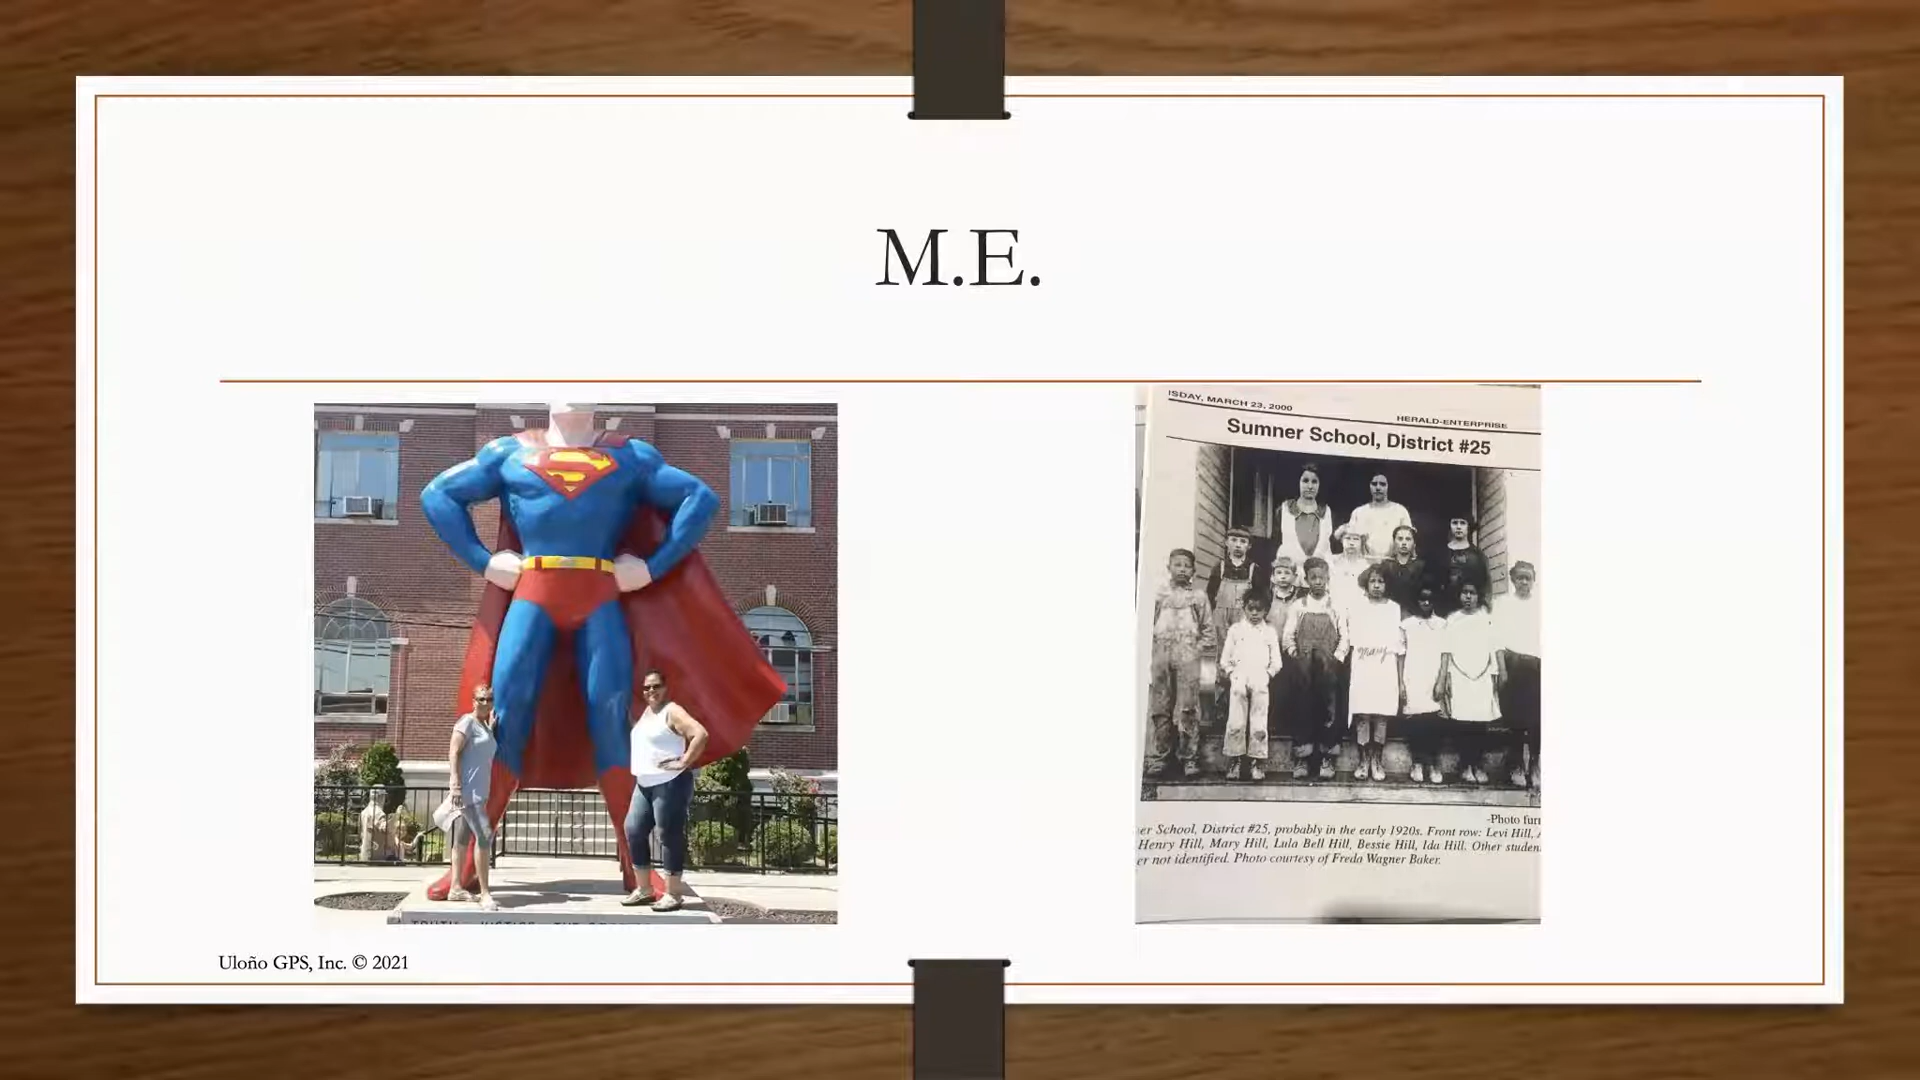 M.E.
SDAY, MARCH 23, 2000
HERALD-ENTERPRISE
Sumner School, District #25
Mary
-Photo furn
er School, District #25, probably in the early 1920s. Front row: Levi Hill,
Henry Hill, Mary Hill, Lula Bell Hill, Bessie Hill, Ida Hill. Other studen
er not identified. Photo courtesy of Freda Wagner Baker.
Uloño GPS, Inc. © 2021